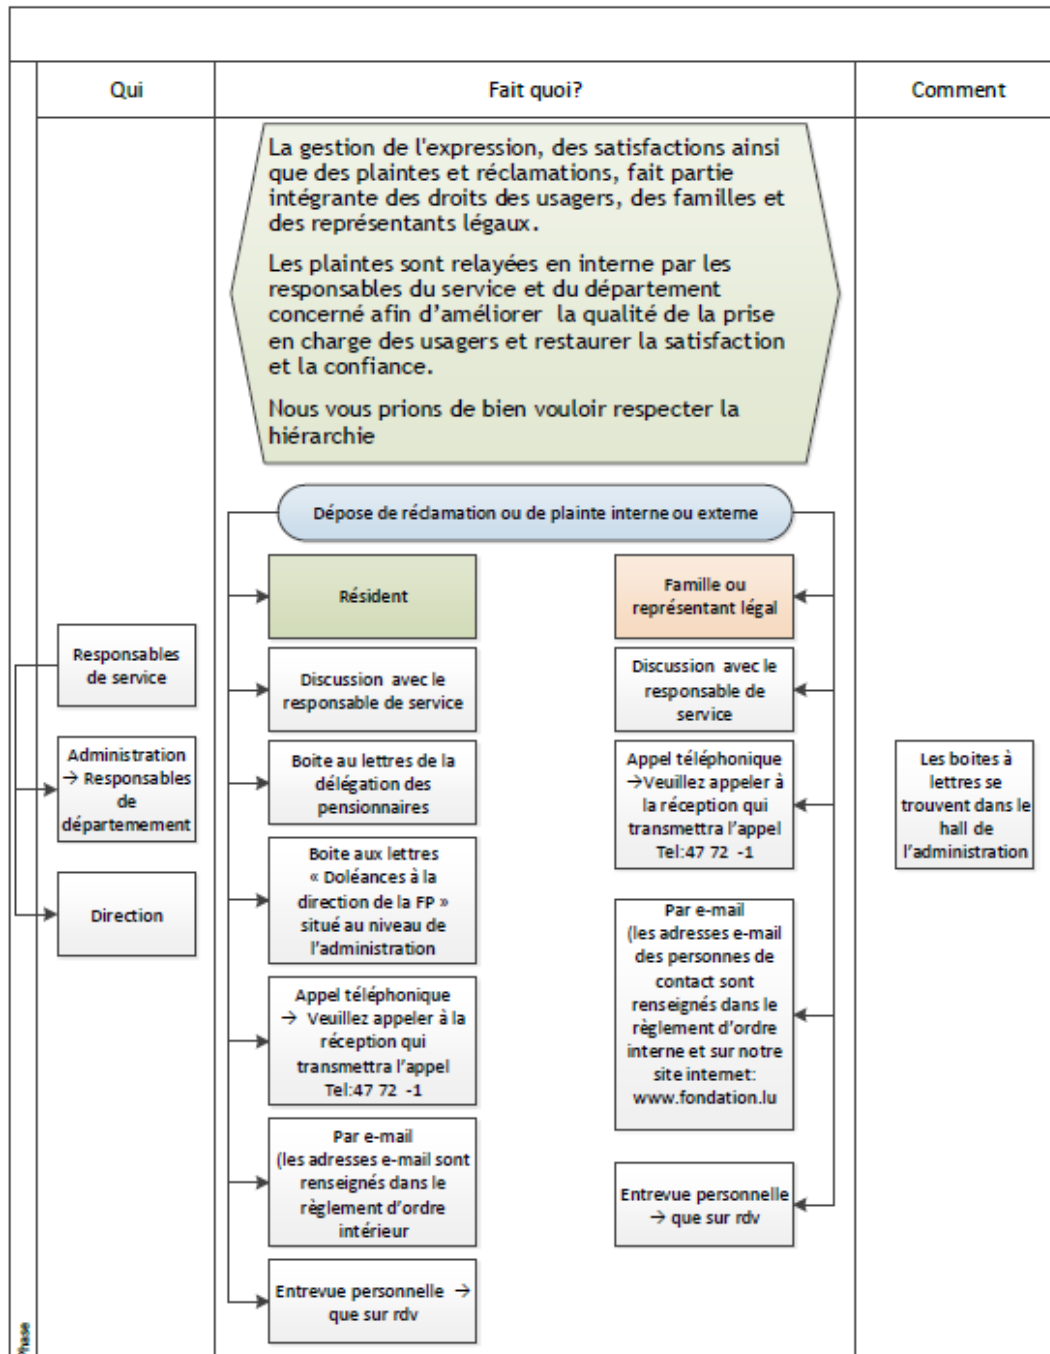 Qui
Fait quoi?
Comment
La gestion de l'expression, des satisfactions ainsi
que des plaintes et réclamations, fait partie
intégrante des droits des usagers, des familles et
des représentants légaux.
Les plaintes sont relayées en interne par les
responsables du service et du département
concerné afin d’améliorer la qualité de la prise
en charge des usagers et restaurer la satisfaction
et la confiance.
Nous vous prions de bien vouloir respecter la
hiérarchie
Dépose de réclamation ou de plainte interne ou externe
Responsables
de service
Administration
→ Responsables
de
départemement
Direction
Résident
Discussion avec le
responsable de service
Boite au lettres de la
délégation des
pensionnaires
Boite aux lettres
« Doléances à la
direction de la FP »
situé au niveau de
l’administration
Appel téléphonique
→ Veuillez appeler à la
réception qui
transmettra l’appel
Tel:47 72 -1
Par e-mail
(les adresses e-mail sont
renseignés dans le
règlement d’ordre
intérieur
Entrevue personnelle →
que sur rdv
Famille ou
représentant légal
Discussion avec le
responsable de
service
Appel téléphonique
→Veuillez appeler à
la réception qui
transmettra l’appel
Tel:47 72 -1
Par e-mail
(les adresses e-mail
des personnes de
contact sont
renseignés dans le
règlement d’ordre
interne et sur notre
site internet:
www.fondation.lu
Entrevue personnelle
→ que sur rdv
Les boites à
lettres se
trouvent dans le
hall de
l’administration
Phase